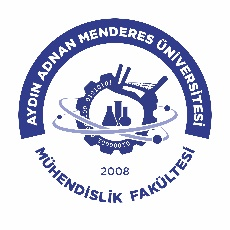 AYDIN ADNAN MENDERES ÜNİVERSİTESİ
2008
MÜHENDİSLİK FAKÜLTESİ